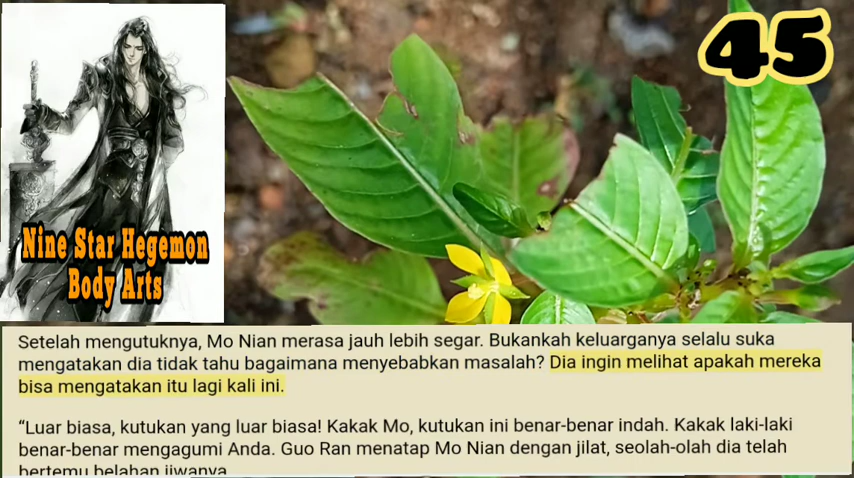 45
Nine Star Hegemon
Body Arts
Setelah mengutuknya, Mo Nian merasa jauh lebih segar. Bukankah keluarganya selalu suka
mengatakan dia tidak tahu bagaimana menyebabkan masalah? Dia ingin melihat apakah mereka
bisa mengatakan itu lagi kali ini.
“Luar biasa, kutukan yang luar biasa! Kakak Mo, kutukan ini benar-benar indah. Kakak laki-laki
benar-benar mengagumi Anda. Guo Ran menatap Mo Nian dengan jilat, seolah-olah dia telah
bertemu belahan jiwanya